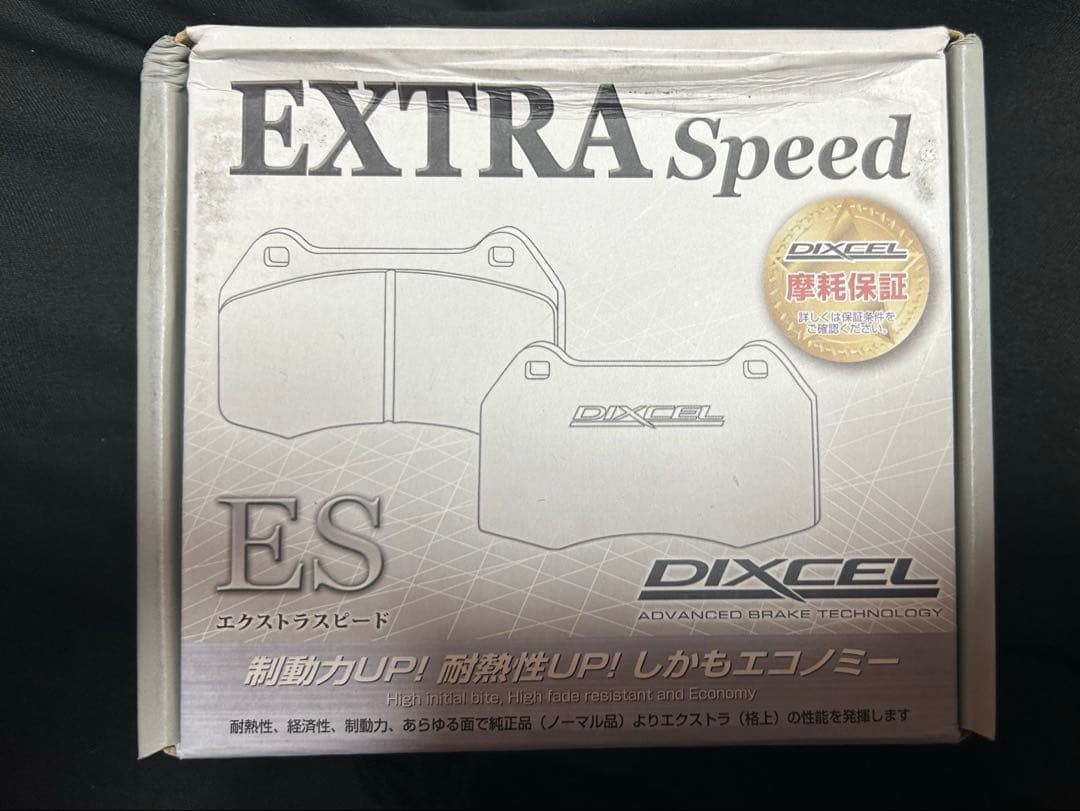 EXTRA Speed
DIXCEL
摩耗保証
詳しくは保証条件を
ご確認ください。
DIXCEL
ES
エクストラスピード
DIXCEL
ADVANCED BRAKE TECHNOLOGY
制動力UP! 耐熱性UP! しかもエコノミー
High initial bite, High fade resistant and Economy
耐熱性、経済性、制動力、あらゆる面で純正品（ノーマル品）よりエクストラ（格上）の性能を発揮します